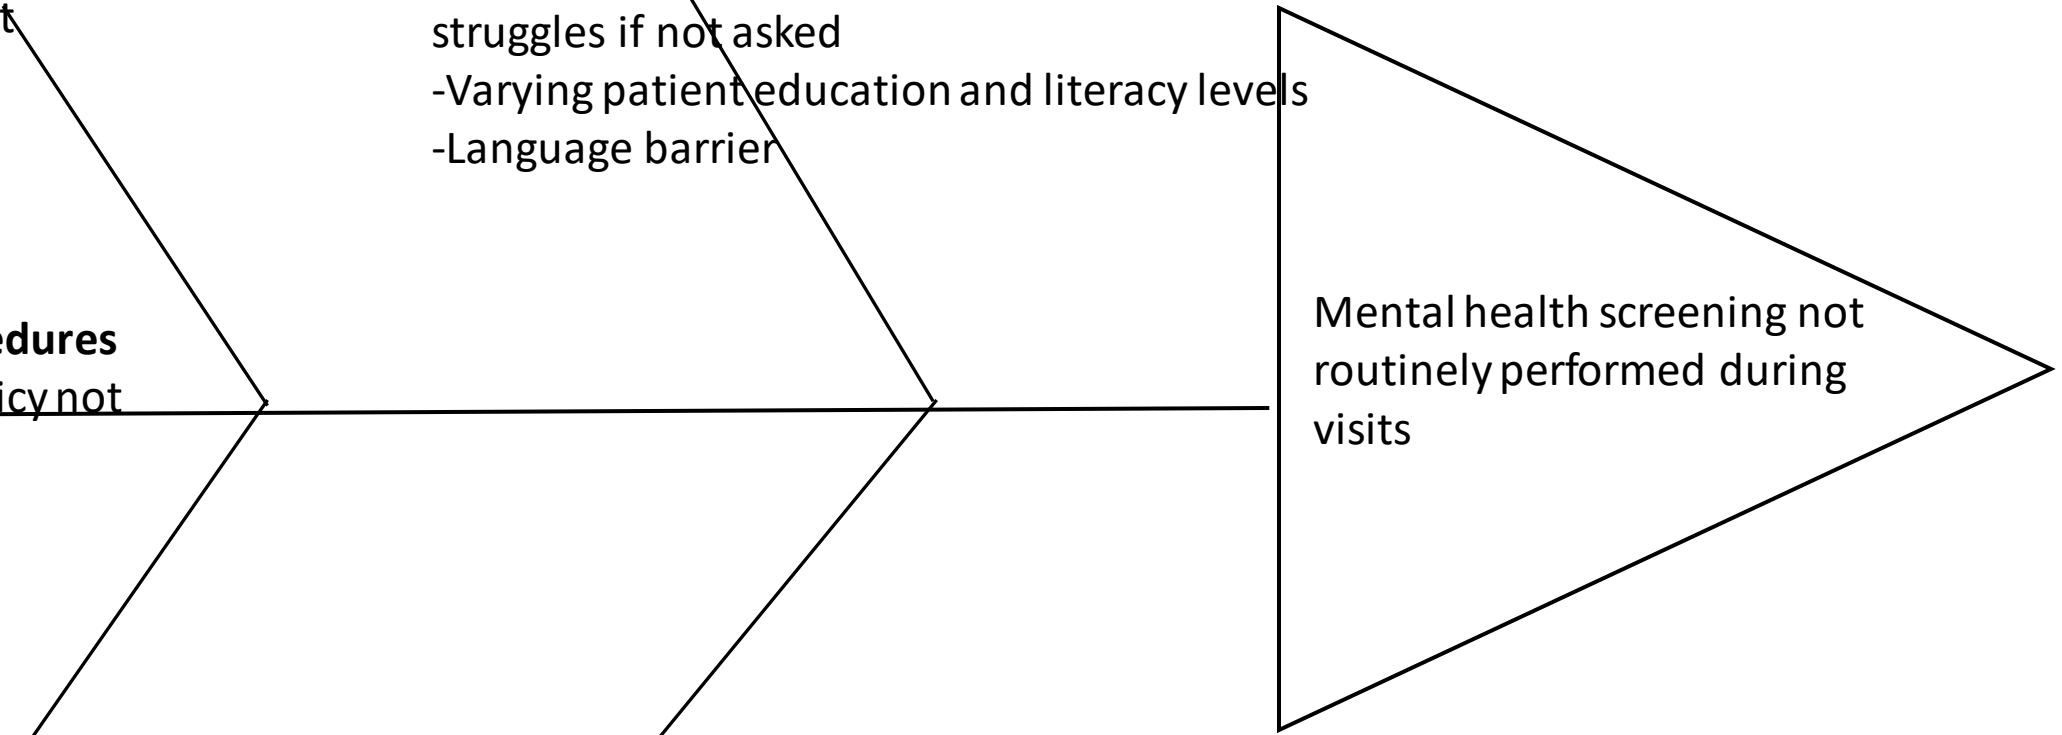 t
struggles if not asked
-Varying patient education and literacy levels
-Language barrier
edures
icy not
Mental health screening not
routinely performed during
visits